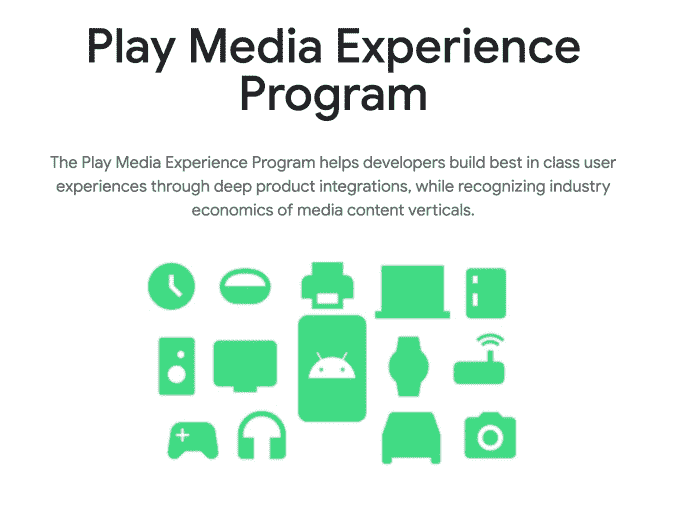 Play Media Experience
Program
The Play Media Experience Program helps developers build best in class user
experiences through deep product integrations, while recognizing industry
economics of media content verticals.